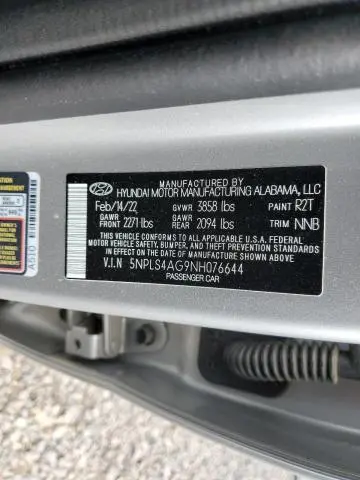 MANUFACTURED BY
HYUNDAI MOTOR MANUFACTURING ALABAMA, LLC
Feb/14/22 GVWR 3858 lbs PAINT R2T
GAWR FRONT 2271 lbs GAWR REAR 2094 lbs TRIM NNB
THIS VEHICLE CONFORMS TO ALL APPLICABLE U.S.A. FEDERAL
MOTOR VEHICLE SAFETY, BUMPER, AND THEFT PREVENTION STANDARDS
IN EFFECT ON THE DATE OF MANUFACTURE SHOWN ABOVE.
V.I.N 5NPLS4AG9NH076644
PASSENGER CAR
A510